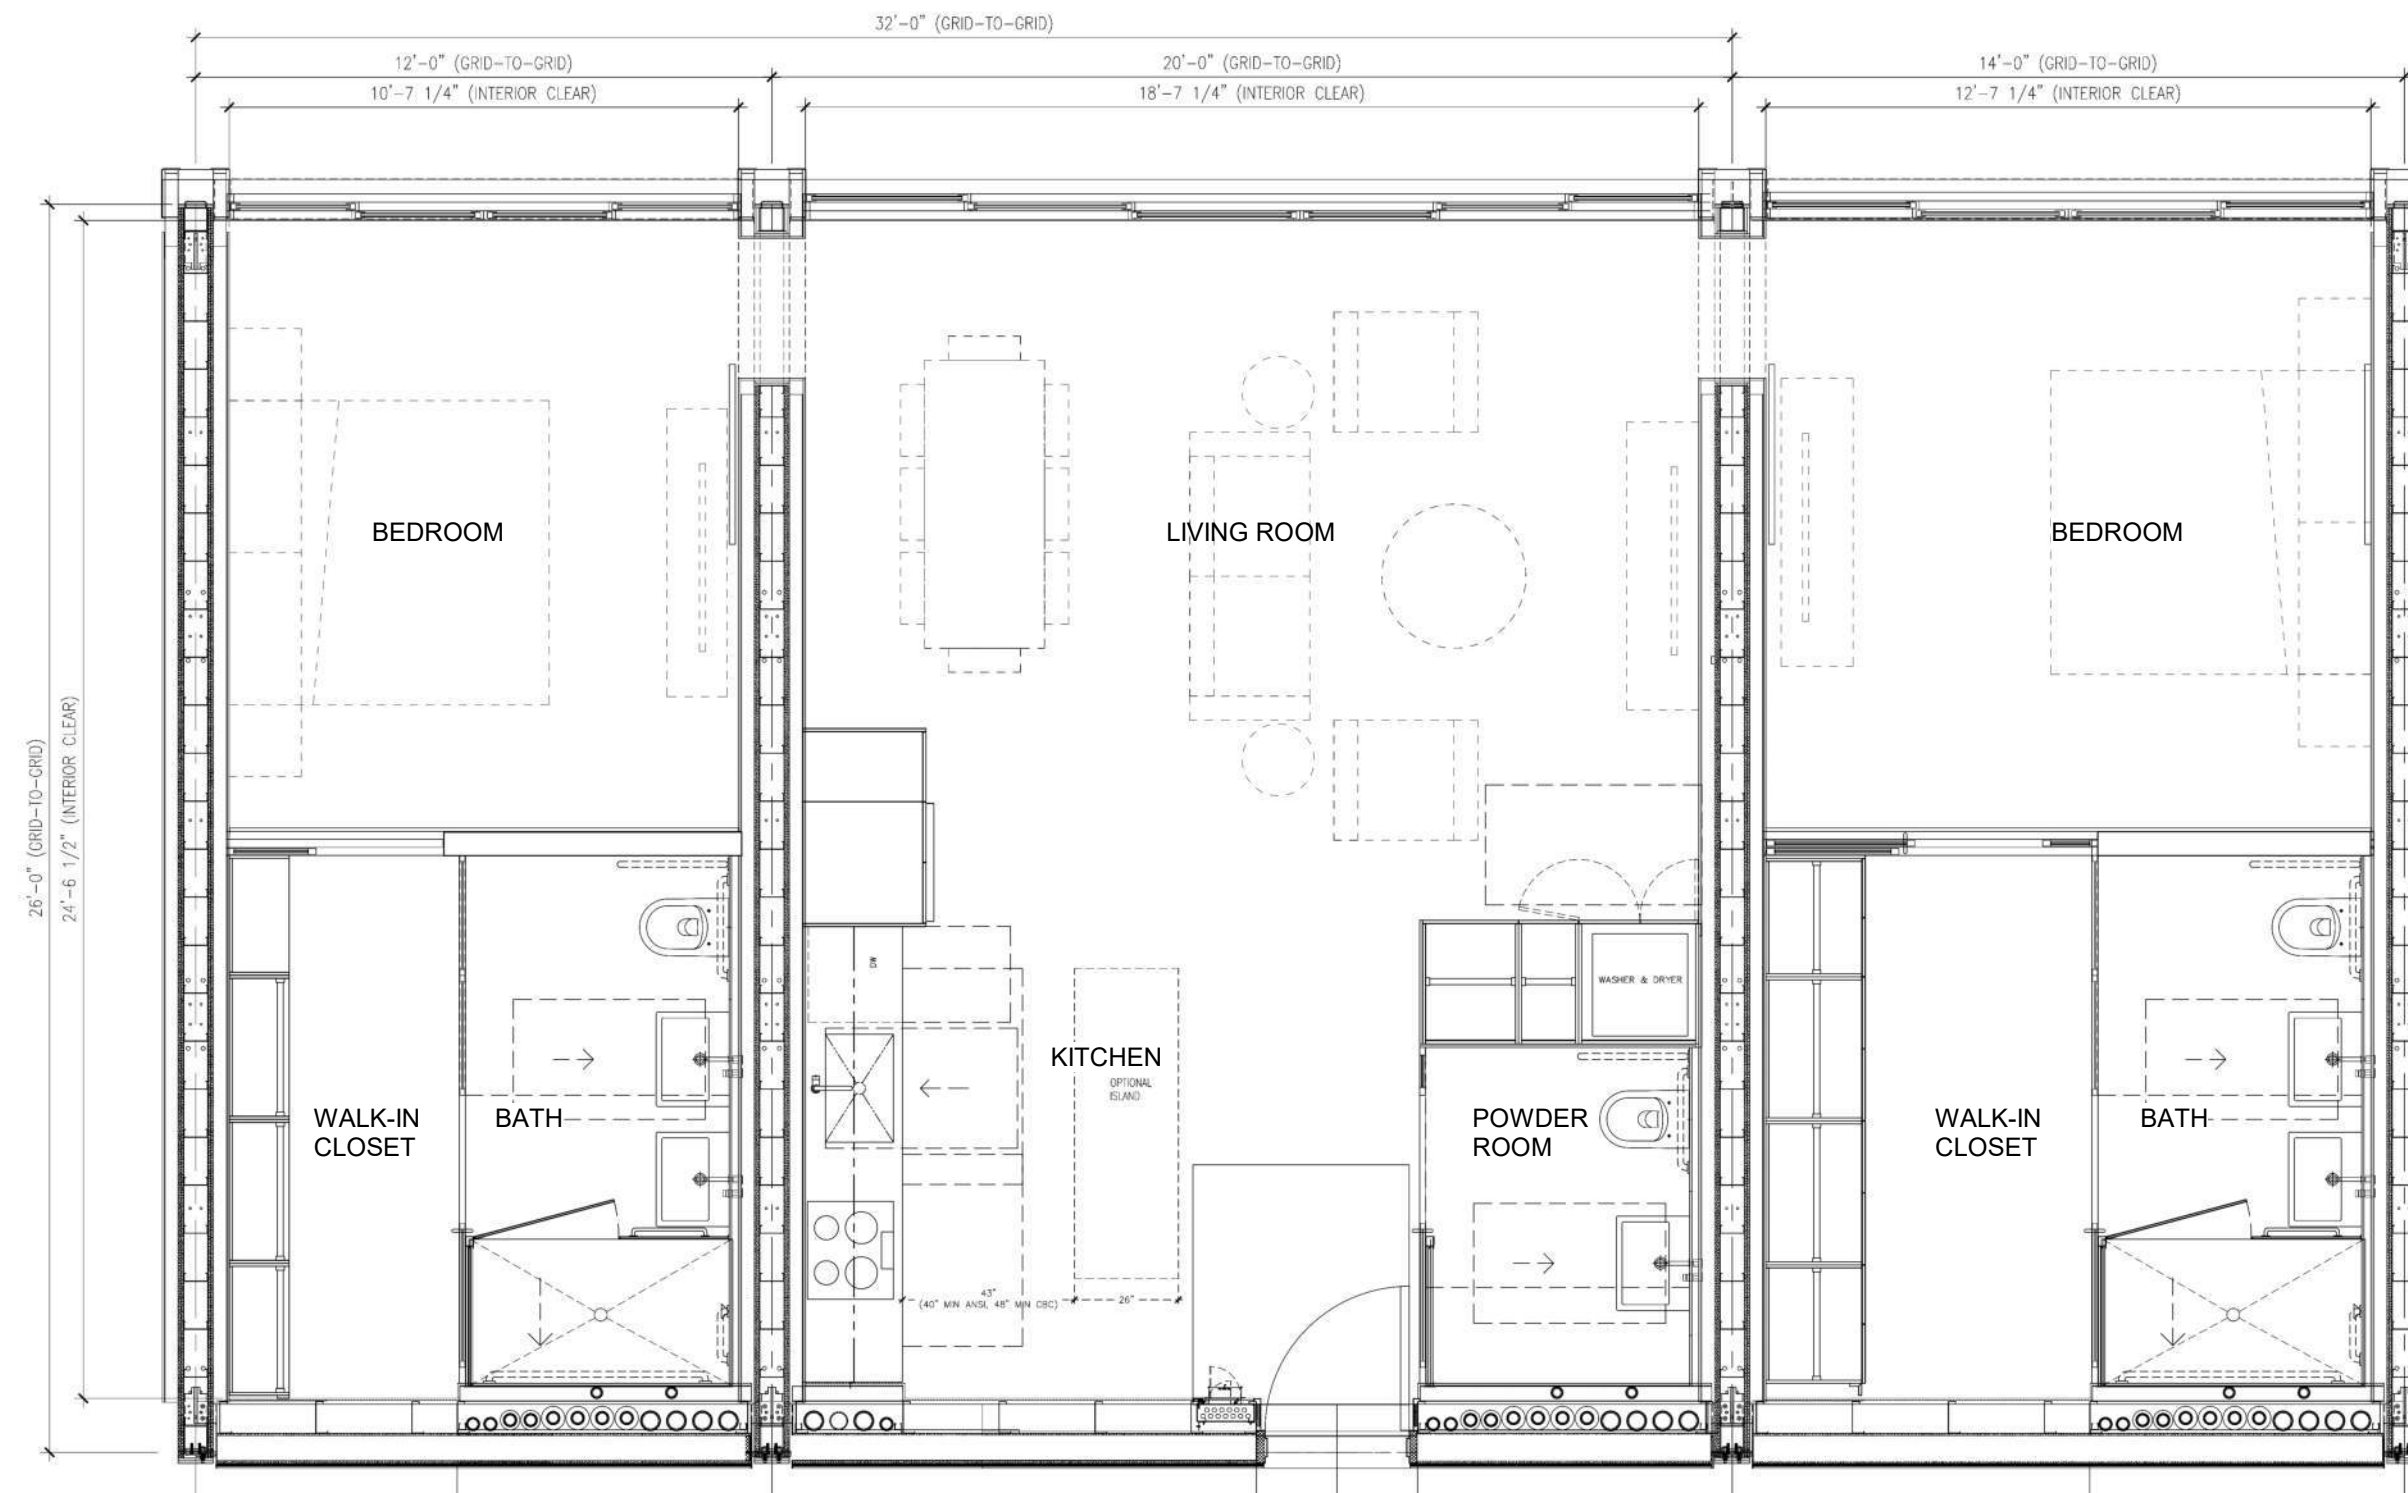 32'-0" (GRID-TO-GRID)
12'-0" (GRID-TO-GRID)
20'-0" (GRID-TO-GRID)
14'-0" (GRID-TO-GRID)
10'-7 1/4" (INTERIOR CLEAR)
18'-7 1/4" (INTERIOR CLEAR)
12'-7 1/4" (INTERIOR CLEAR)
26'-0" (GRID-TO-GRID)
24'-6 1/2" (INTERIOR CLEAR)
BEDROOM
LIVING ROOM
BEDROOM
DW
WASHER & DRYER
KITCHEN
OPTIONAL
ISLAND
WALK-IN
CLOSET
BATH
POWDER
ROOM
WALK-IN
CLOSET
BATH
43"
(40" MIN ANSI, 48" MIN CBC)
26"